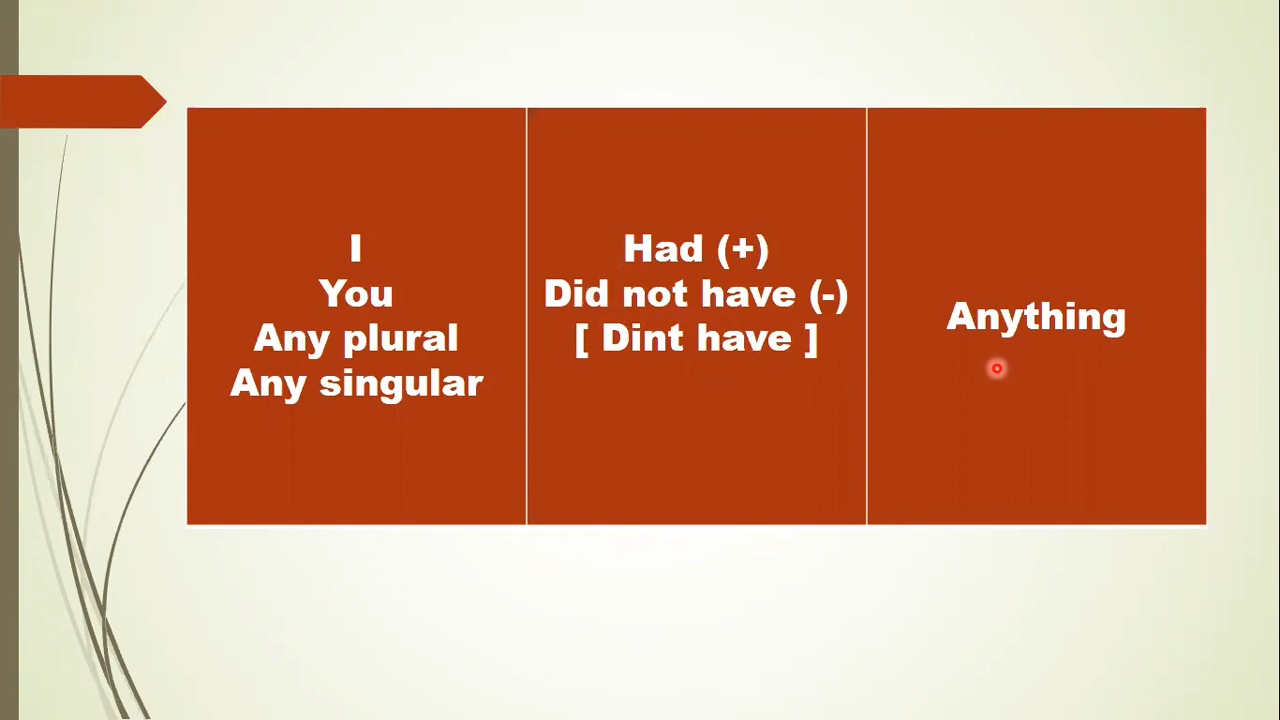 I
You
Any plural
Any singular
Had (+)
Did not have (-)
[ Dint have ]
Anything